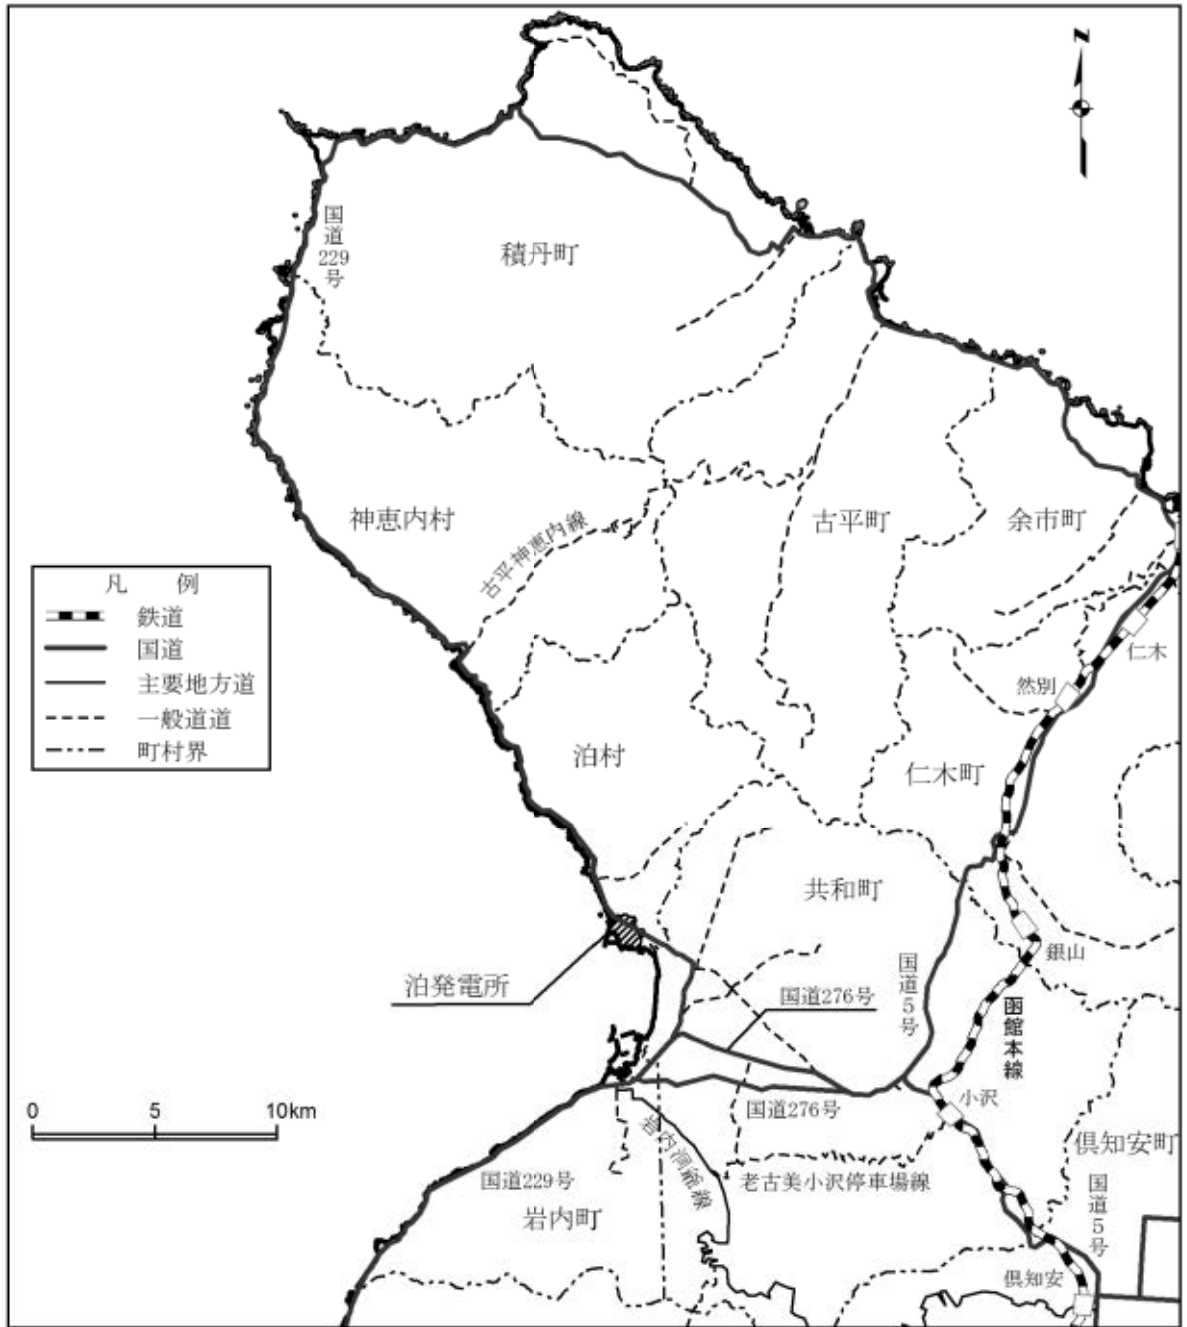 N
国道229号
積丹町
神恵内村
古平神恵内線
古平町
余市町
凡 例
鉄道
国道
主要地方道
一般道道
町村界
仁木
然別
泊村
仁木町
共和町
泊発電所
国道276号
国道5号
銀山
函館本線
0 5 10km
国道276号
小沢
岩内洞爺線
老古美小沢停車場線
倶知安町
国道229号
岩内町
国道5号
倶知安